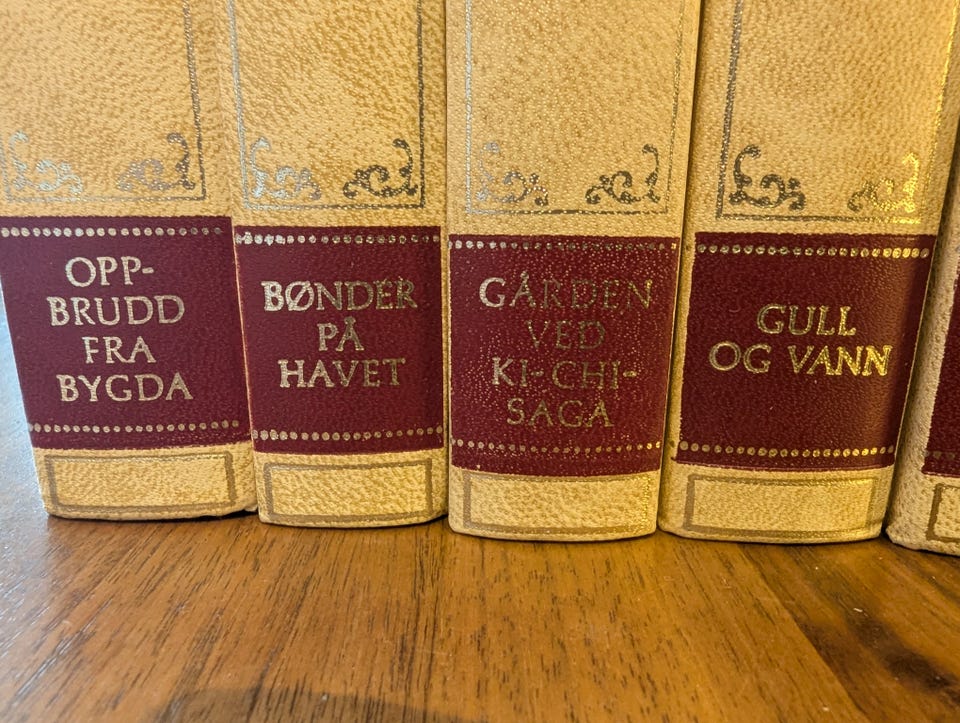 OPP-
BRUDD
FRA
BYGDA
BØNDER
PÅ
HAVET
GÅRDEN
VED
KI-CHI-
SAGA
GULL
OG VANN